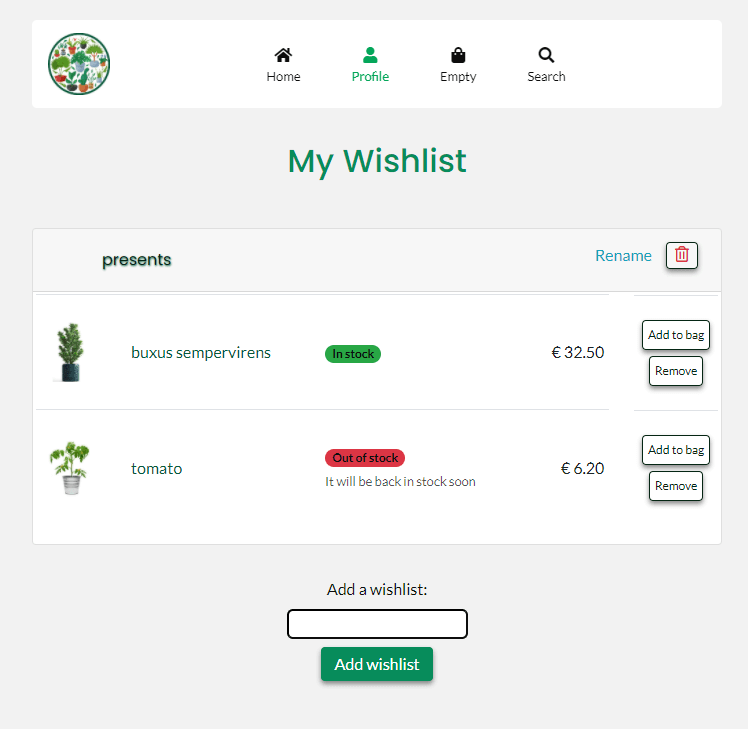 Home
Profile
Empty
Search
My Wishlist
presents
Rename
buxus sempervirens
In stock
€ 32.50
Add to bag
Remove
tomato
Out of stock
It will be back in stock soon
€ 6.20
Add to bag
Remove
Add a wishlist:
Add wishlist